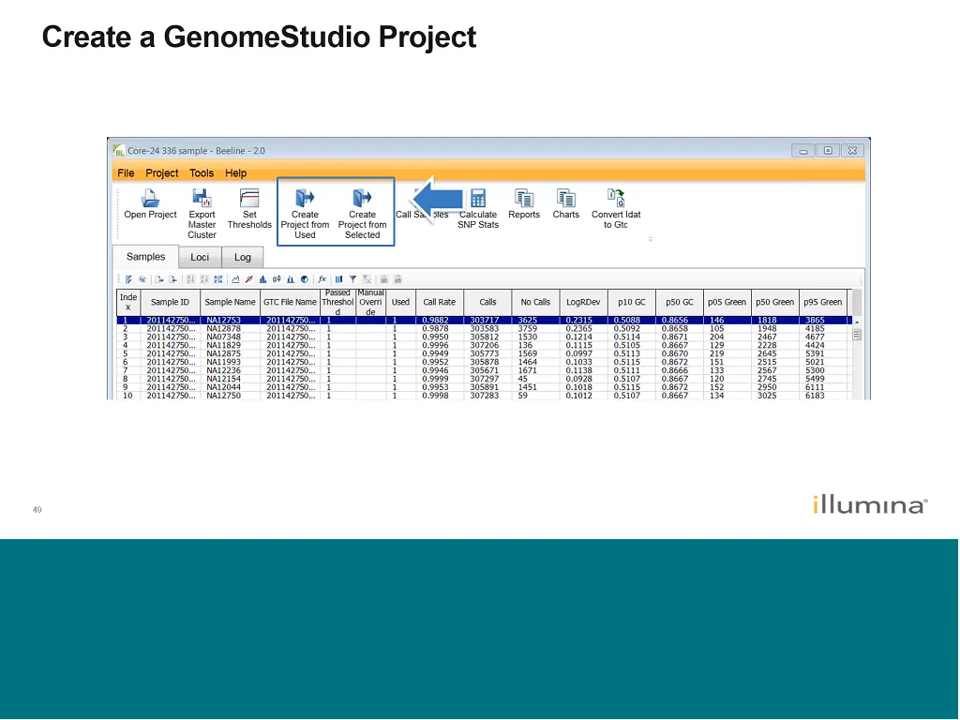 Create a GenomeStudio Project
Core-24 336 sample - Beeline - 2.0
File Project Tools Help
Open Project
Export Master Cluster
Set Thresholds
Create Project from Used
Create Project from Selected
Call
Calculate SNP Stats
Reports
Charts
Convert Idat to Gtc
Samples Loci Log
Index Sample ID Sample Name GTC File Name Passed Threshold Manual Override Used Call Rate Calls No Calls LogRDev p10 GC p50 GC p05 Green p50 Green p95 Green
1 201142750... NA12753 201142750... 1 1 0.9882 303717 3625 0.2315 0.5088 0.8656 146 1818 3865
2 201142750... NA12878 201142750... 1 1 0.9878 303583 3759 0.2365 0.5092 0.8658 105 1948 4185
3 201142750... NA07348 201142750... 1 1 0.9950 305812 1530 0.1214 0.5114 0.8671 204 2467 4677
4 201142750... NA11829 201142750... 1 1 0.9996 307206 136 0.1115 0.5105 0.8667 129 2228 4424
5 201142750... NA12875 201142750... 1 1 0.9949 305773 1569 0.0997 0.5113 0.8670 219 2645 5391
6 201142750... NA11993 201142750... 1 1 0.9952 305878 1464 0.1033 0.5115 0.8672 151 2515 5021
7 201142750... NA12236 201142750... 1 1 0.9946 305671 1671 0.1138 0.5111 0.8666 133 2567 5300
8 201142750... NA12154 201142750... 1 1 0.9999 307297 45 0.0928 0.5107 0.8667 120 2745 5499
9 201142750... NA12044 201142750... 1 1 0.9953 305891 1451 0.1018 0.5115 0.8672 152 2950 6111
10 201142750... NA12750 201142750... 1 1 0.9998 307283 59 0.1012 0.5107 0.8667 134 3025 6183
49
illumina®